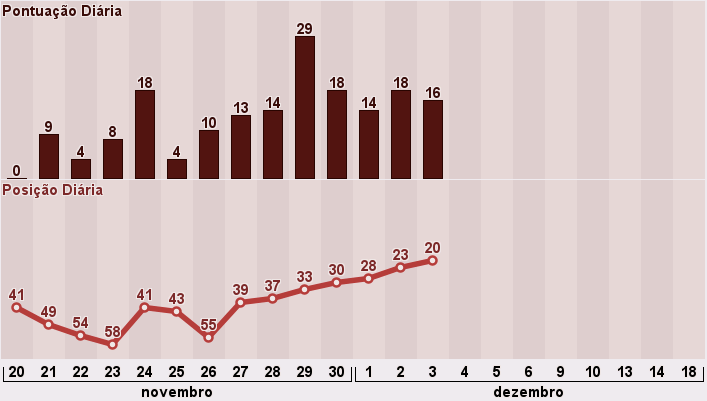 Pontuação Diária
0 9 4 8 18 4 10 13 14 29 18 14 18 16
Posição Diária
41 49 54 58 41 43 55 39 37 33 30 28 23 20
20 21 22 23 24 25 26 27 28 29 30 1 2 3 4 5 6 9 10 13 14 18
novembro dezembro